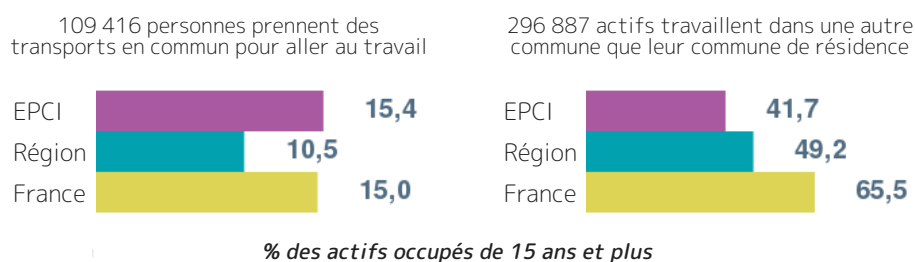 109 416 personnes prennent des
transports en commun pour aller au travail
EPCI 15,4
Région 10,5
France 15,0
296 887 actifs travaillent dans une autre
commune que leur commune de résidence
EPCI 41,7
Région 49,2
France 65,5
% des actifs occupés de 15 ans et plus